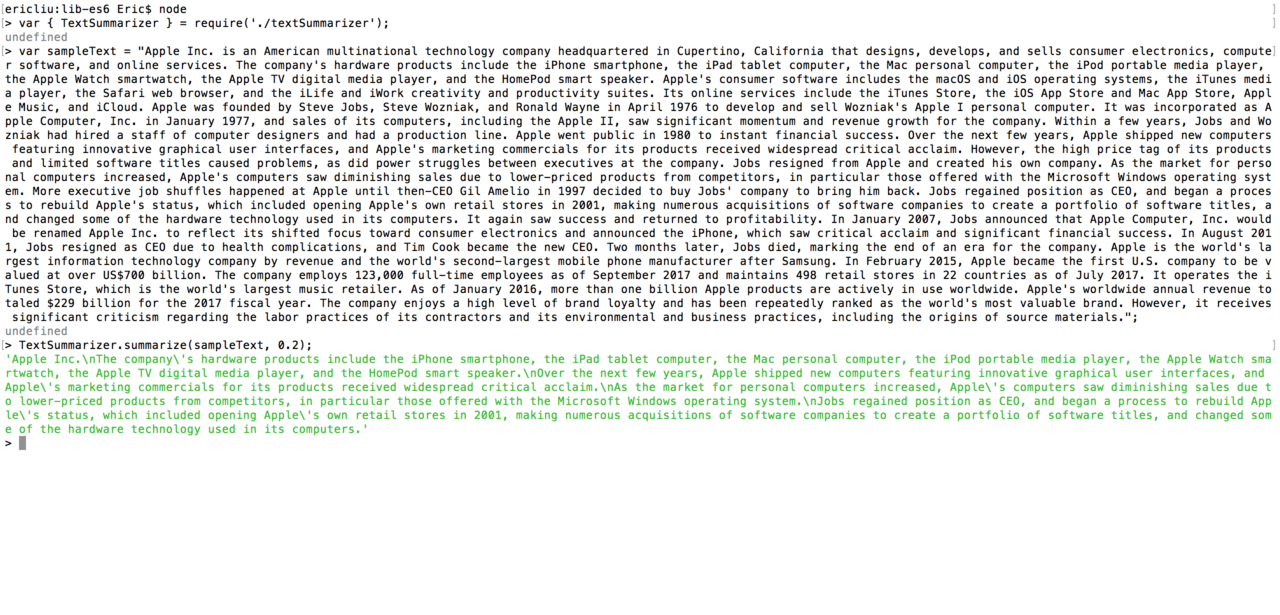 [ericliu:lib-es6 Eric$ node ]
[> var { TextSummarizer } = require('./textSummarizer'); ]
undefined
[> var sampleText = "Apple Inc. is an American multinational technology company headquartered in Cupertino, California that designs, develops, and sells consumer electronics, compute]
r software, and online services. The company's hardware products include the iPhone smartphone, the iPad tablet computer, the Mac personal computer, the iPod portable media player,
the Apple Watch smartwatch, the Apple TV digital media player, and the HomePod smart speaker. Apple's consumer software includes the macOS and iOS operating systems, the iTunes medi
a player, the Safari web browser, and the iLife and iWork creativity and productivity suites. Its online services include the iTunes Store, the iOS App Store and Mac App Store, Appl
e Music, and iCloud. Apple was founded by Steve Jobs, Steve Wozniak, and Ronald Wayne in April 1976 to develop and sell Wozniak's Apple I personal computer. It was incorporated as A
pple Computer, Inc. in January 1977, and sales of its computers, including the Apple II, saw significant momentum and revenue growth for the company. Within a few years, Jobs and Wo
zniak had hired a staff of computer designers and had a production line. Apple went public in 1980 to instant financial success. Over the next few years, Apple shipped new computers
 featuring innovative graphical user interfaces, and Apple's marketing commercials for its products received widespread critical acclaim. However, the high price tag of its products
 and limited software titles caused problems, as did power struggles between executives at the company. Jobs resigned from Apple and created his own company. As the market for perso
nal computers increased, Apple's computers saw diminishing sales due to lower-priced products from competitors, in particular those offered with the Microsoft Windows operating syst
em. More executive job shuffles happened at Apple until then-CEO Gil Amelio in 1997 decided to buy Jobs' company to bring him back. Jobs regained position as CEO, and began a proces
s to rebuild Apple's status, which included opening Apple's own retail stores in 2001, making numerous acquisitions of software companies to create a portfolio of software titles, a
nd changed some of the hardware technology used in its computers. It again saw success and returned to profitability. In January 2007, Jobs announced that Apple Computer, Inc. would
 be renamed Apple Inc. to reflect its shifted focus toward consumer electronics and announced the iPhone, which saw critical acclaim and significant financial success. In August 201
1, Jobs resigned as CEO due to health complications, and Tim Cook became the new CEO. Two months later, Jobs died, marking the end of an era for the company. Apple is the world's la
rgest information technology company by revenue and the world's second-largest mobile phone manufacturer after Samsung. In February 2015, Apple became the first U.S. company to be v
alued at over US$700 billion. The company employs 123,000 full-time employees as of September 2017 and maintains 498 retail stores in 22 countries as of July 2017. It operates the i
Tunes Store, which is the world's largest music retailer. As of January 2016, more than one billion Apple products are actively in use worldwide. Apple's worldwide annual revenue to
taled $229 billion for the 2017 fiscal year. The company enjoys a high level of brand loyalty and has been repeatedly ranked as the world's most valuable brand. However, it receives
 significant criticism regarding the labor practices of its contractors and its environmental and business practices, including the origins of source materials.";
undefined
[> TextSummarizer.summarize(sampleText, 0.2); ]
'Apple Inc.\nThe company\'s hardware products include the iPhone smartphone, the iPad tablet computer, the Mac personal computer, the iPod portable media player, the Apple Watch sma
rtwatch, the Apple TV digital media player, and the HomePod smart speaker.\nOver the next few years, Apple shipped new computers featuring innovative graphical user interfaces, and
Apple\'s marketing commercials for its products received widespread critical acclaim.\nAs the market for personal computers increased, Apple\'s computers saw diminishing sales due t
o lower-priced products from competitors, in particular those offered with the Microsoft Windows operating system.\nJobs regained position as CEO, and began a process to rebuild App
le\'s status, which included opening Apple\'s own retail stores in 2001, making numerous acquisitions of software companies to create a portfolio of software titles, and changed som
e of the hardware technology used in its computers.'
>